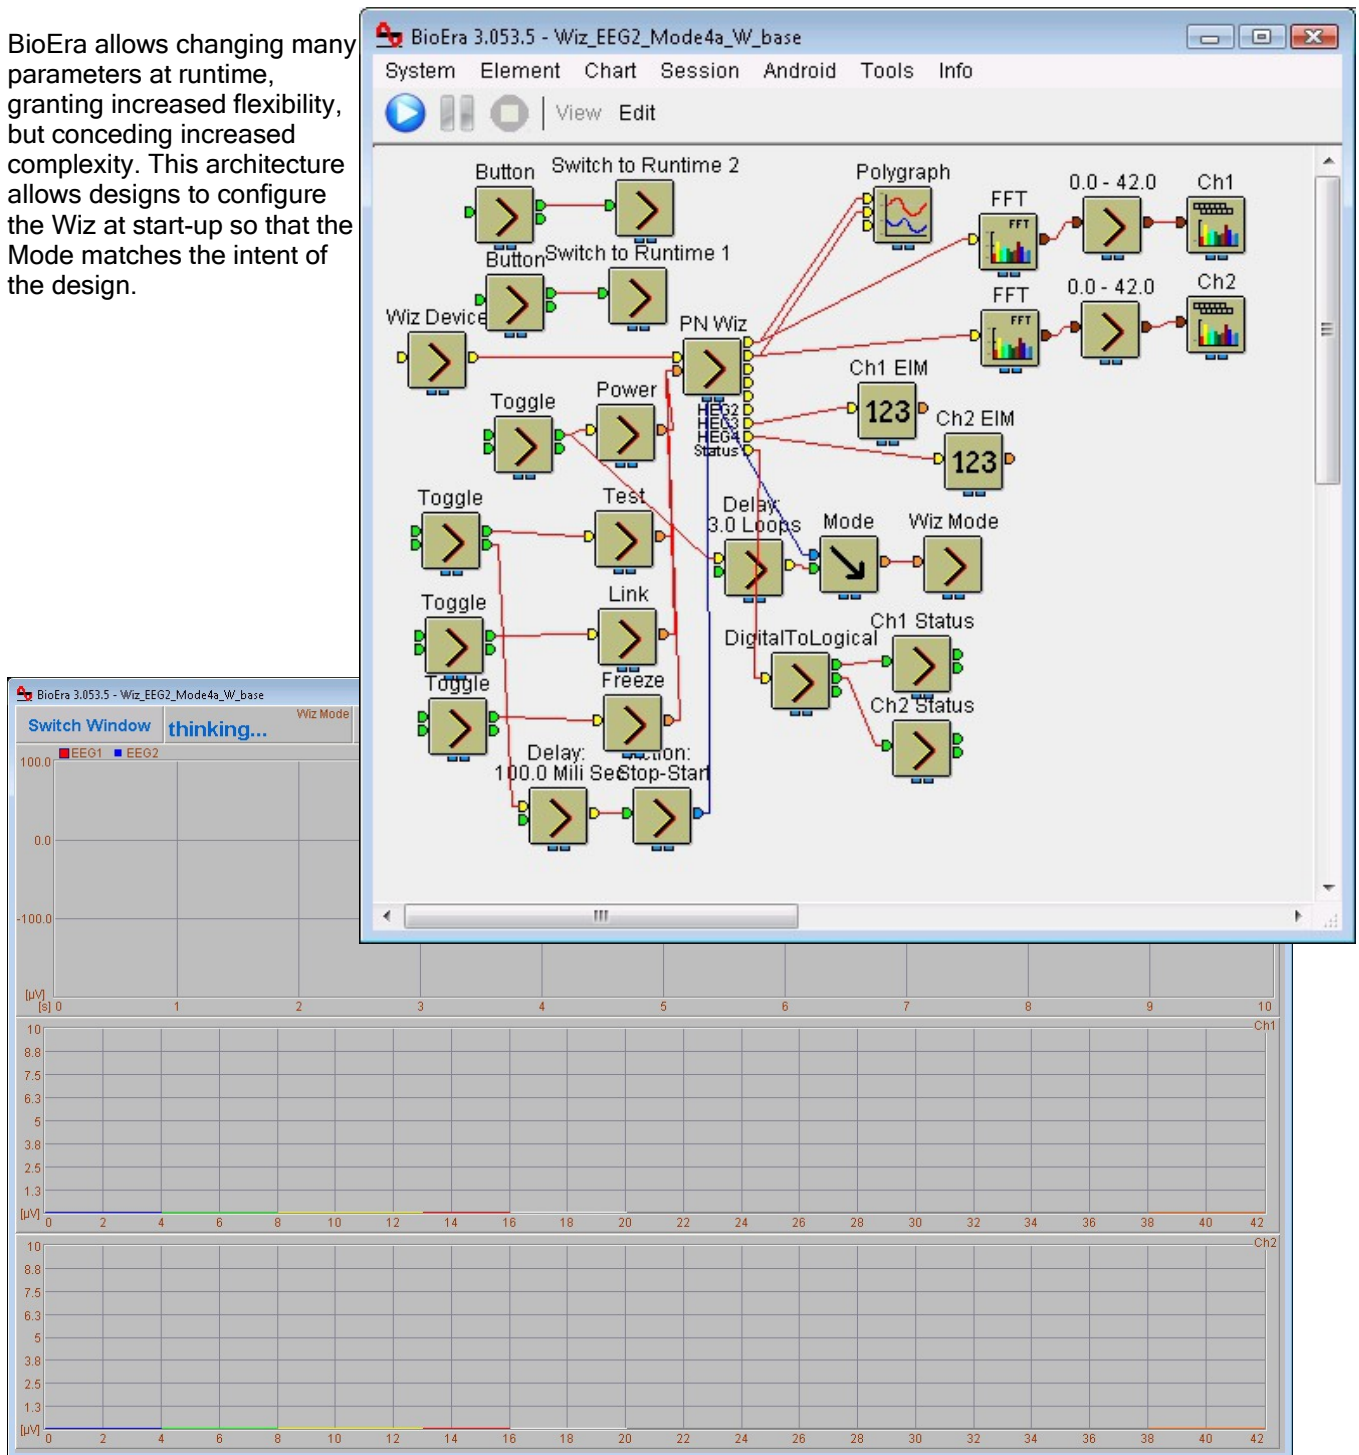 BioEra allows changing many
parameters at runtime,
granting increased flexibility,
but conceding increased
complexity. This architecture
allows designs to configure
the Wiz at start-up so that the
Mode matches the intent of
the design.
BioEra 3.053.5 - Wiz_EEG2_Mode4a_W_base
System Element Chart Session Android Tools Info
View Edit
Button Switch to Runtime 2
Polygraph
FFT
0.0 - 42.0
Ch1
FFT
Button Switch to Runtime 1
FFT
0.0 - 42.0
Ch2
FFT
Wiz Device
PN Wiz
Toggle
Power
HEG2
HEG3
HEG4
Status
Ch1 EIM
123
Ch2 EIM
123
Toggle
Test
Delay:
3.0 Loops
Mode
Wiz Mode
Toggle
Link
DigitalToLogical
Ch1 Status
Toggle
Freeze
Ch2 Status
Delay:
100.0 Mili Sec
Action:
Stop-Start
BioEra 3.053.5 - Wiz_EEG2_Mode4a_W_base
Switch Window
thinking...
Wiz Mode
EEG1 EEG2
100.0
0.0
-100.0
[µV]
[s] 0 1 2 3 4 5 6 7 8 9 10
Ch1
10
8.8
7.5
6.3
5
3.8
2.5
1.3
[µV]
0 2 4 6 8 10 12 14 16 18 20 22 24 26 28 30 32 34 36 38 40 42
Ch2
10
8.8
7.5
6.3
5
3.8
2.5
1.3
[µV]
0 2 4 6 8 10 12 14 16 18 20 22 24 26 28 30 32 34 36 38 40 42